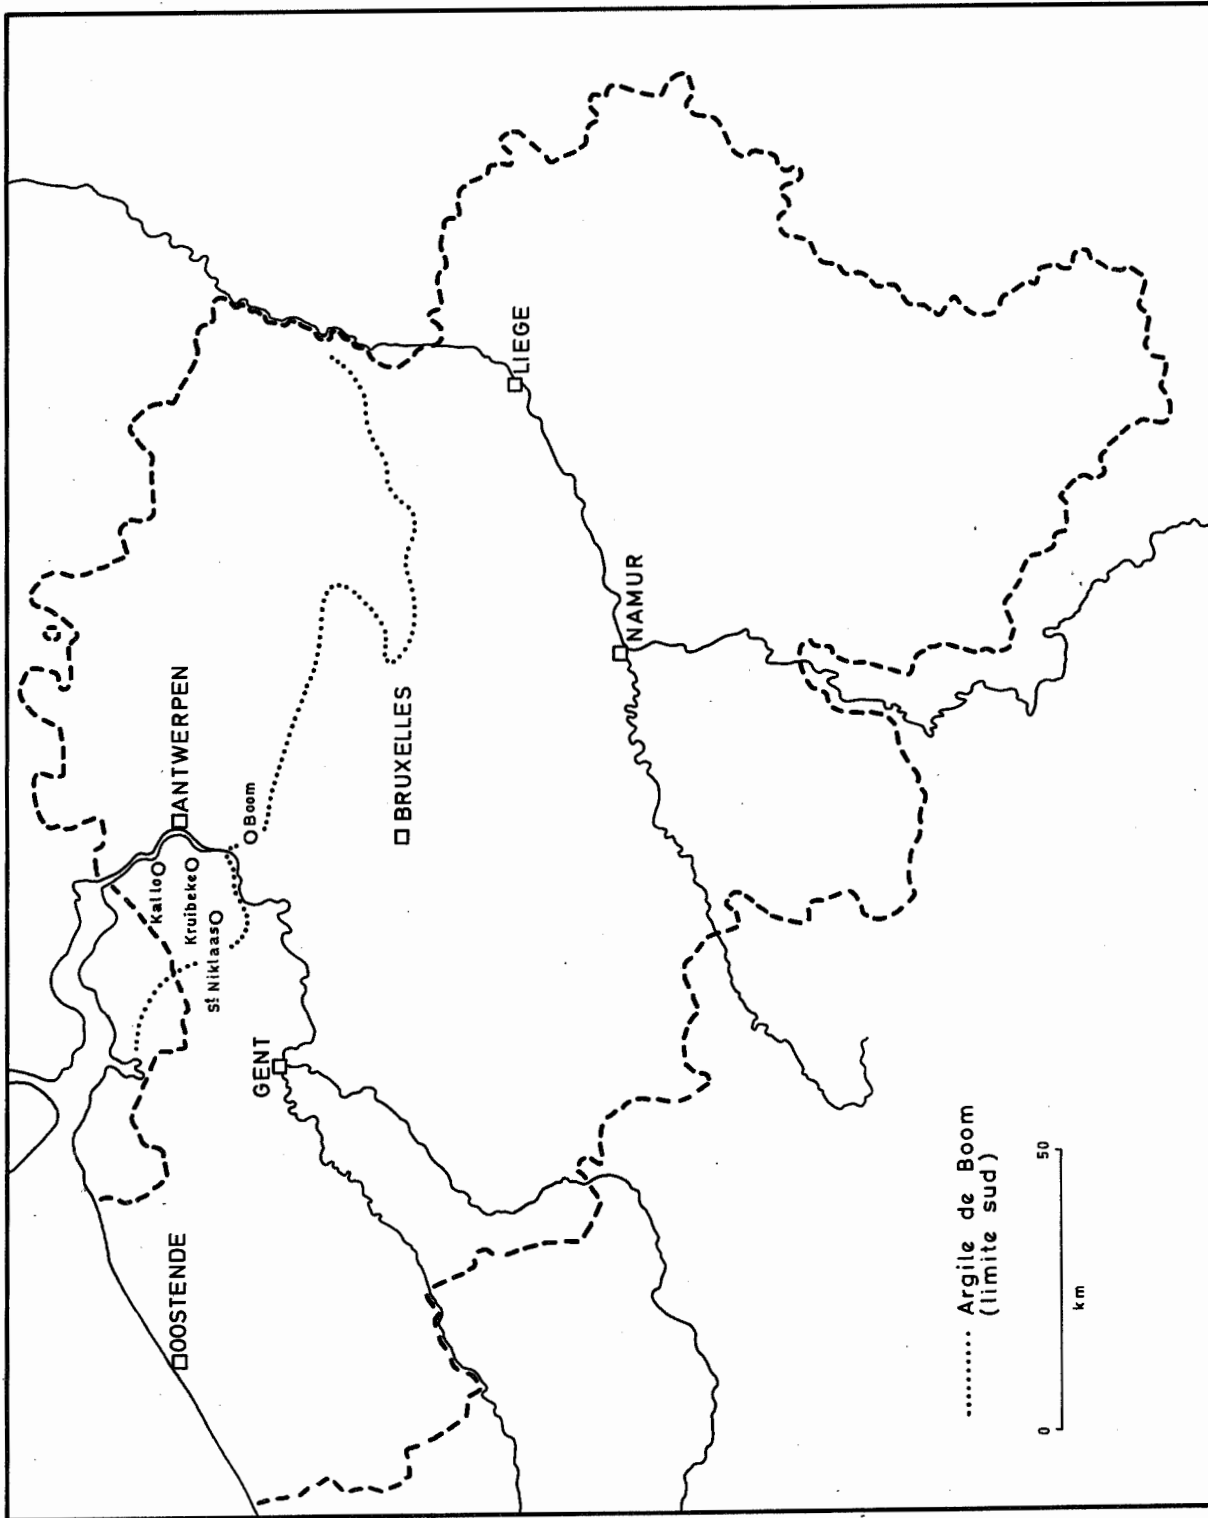 OOSTENDE
GENT
ANTWERPEN
Kallo
Kruibeke
St Niklaas
Boom
BRUXELLES
NAMUR
LIEGE
Argile de Boom
(limite sud)
0 50
km